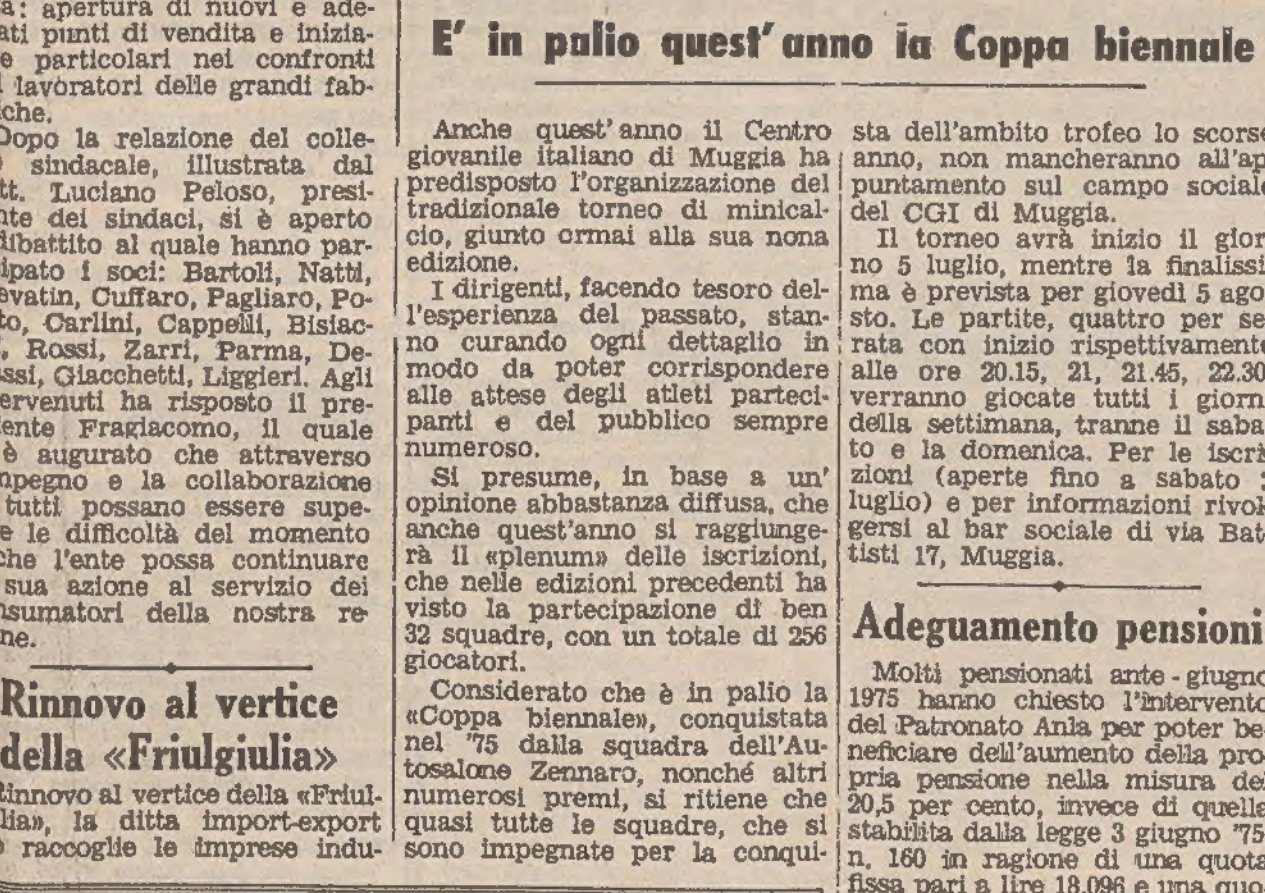 a: apertura di nuovi e ade-
ati punti di vendita e inizia-
e particolari nei confronti
lavoratori delle grandi fab-
che.
Dopo la relazione del colle-
sindacale, illustrata dal
tt. Luciano Peloso, presi-
nte dei sindaci, si è aperto
dibattito al quale hanno par-
ipato i soci: Bartoli, Natti,
evatin, Cuffaro, Pagliaro, Po-
to, Carlini, Cappelli, Bisiac-
, Rossi, Zarri, Parma, De-
ssi, Giacchetti, Liggieri. Agli
ervenuti ha risposto il pre-
ente Fragiacomo, il quale
è augurato che attraverso
mpegno e la collaborazione
tutti possano essere supe-
e le difficoltà del momento
che l'ente possa continuare
sua azione al servizio dei
nsumatori della nostra re-
ne.
Rinnovo al vertice
della «Friulgiulia»
Rinnovo al vertice della «Friul-
lia», la ditta import-export
raccoglie le imprese indu-
E' in palio quest'anno la Coppa biennale
Anche quest'anno il Centro
giovanile italiano di Muggia ha
predisposto l'organizzazione del
tradizionale torneo di minical-
cio, giunto ormai alla sua nona
edizione.
I dirigenti, facendo tesoro del-
l'esperienza del passato, stan-
no curando ogni dettaglio in
modo da poter corrispondere
alle attese degli atleti parteci-
panti e del pubblico sempre
numeroso.
Si presume, in base a un'
opinione abbastanza diffusa, che
anche quest'anno si raggiunge-
rà il «plenum» delle iscrizioni,
che nelle edizioni precedenti ha
visto la partecipazione di ben
32 squadre, con un totale di 256
giocatori.
Considerato che è in palio la
«Coppa biennale», conquistata
nel '75 dalla squadra dell'Au-
tosalone Zennaro, nonché altri
numerosi premi, si ritiene che
quasi tutte le squadre, che si
sono impegnate per la conqui-
sta dell'ambito trofeo lo scorso
anno, non mancheranno all'ap
puntamento sul campo sociale
del CGI di Muggia.
Il torneo avrà inizio il gior
no 5 luglio, mentre la finalissi
ma è prevista per giovedì 5 ago
sto. Le partite, quattro per se
rata con inizio rispettivamente
alle ore 20.15, 21, 21.45, 22.30,
verranno giocate tutti i giorni
della settimana, tranne il saba
to e la domenica. Per le iscri
zioni (aperte fino a sabato
luglio) e per informazioni rivol
gersi al bar sociale di via Bat
tisti 17, Muggia.
Adeguamento pensioni
Molti pensionati ante-giugno
1975 hanno chiesto l'intervento
del Patronato Anla per poter be
neficiare dell'aumento della pro
pria pensione nella misura del
20,5 per cento, invece di quella
stabilita dalla legge 3 giugno '75
n. 160 in ragione di una quota
fissa pari a lire 18.096 e una quo